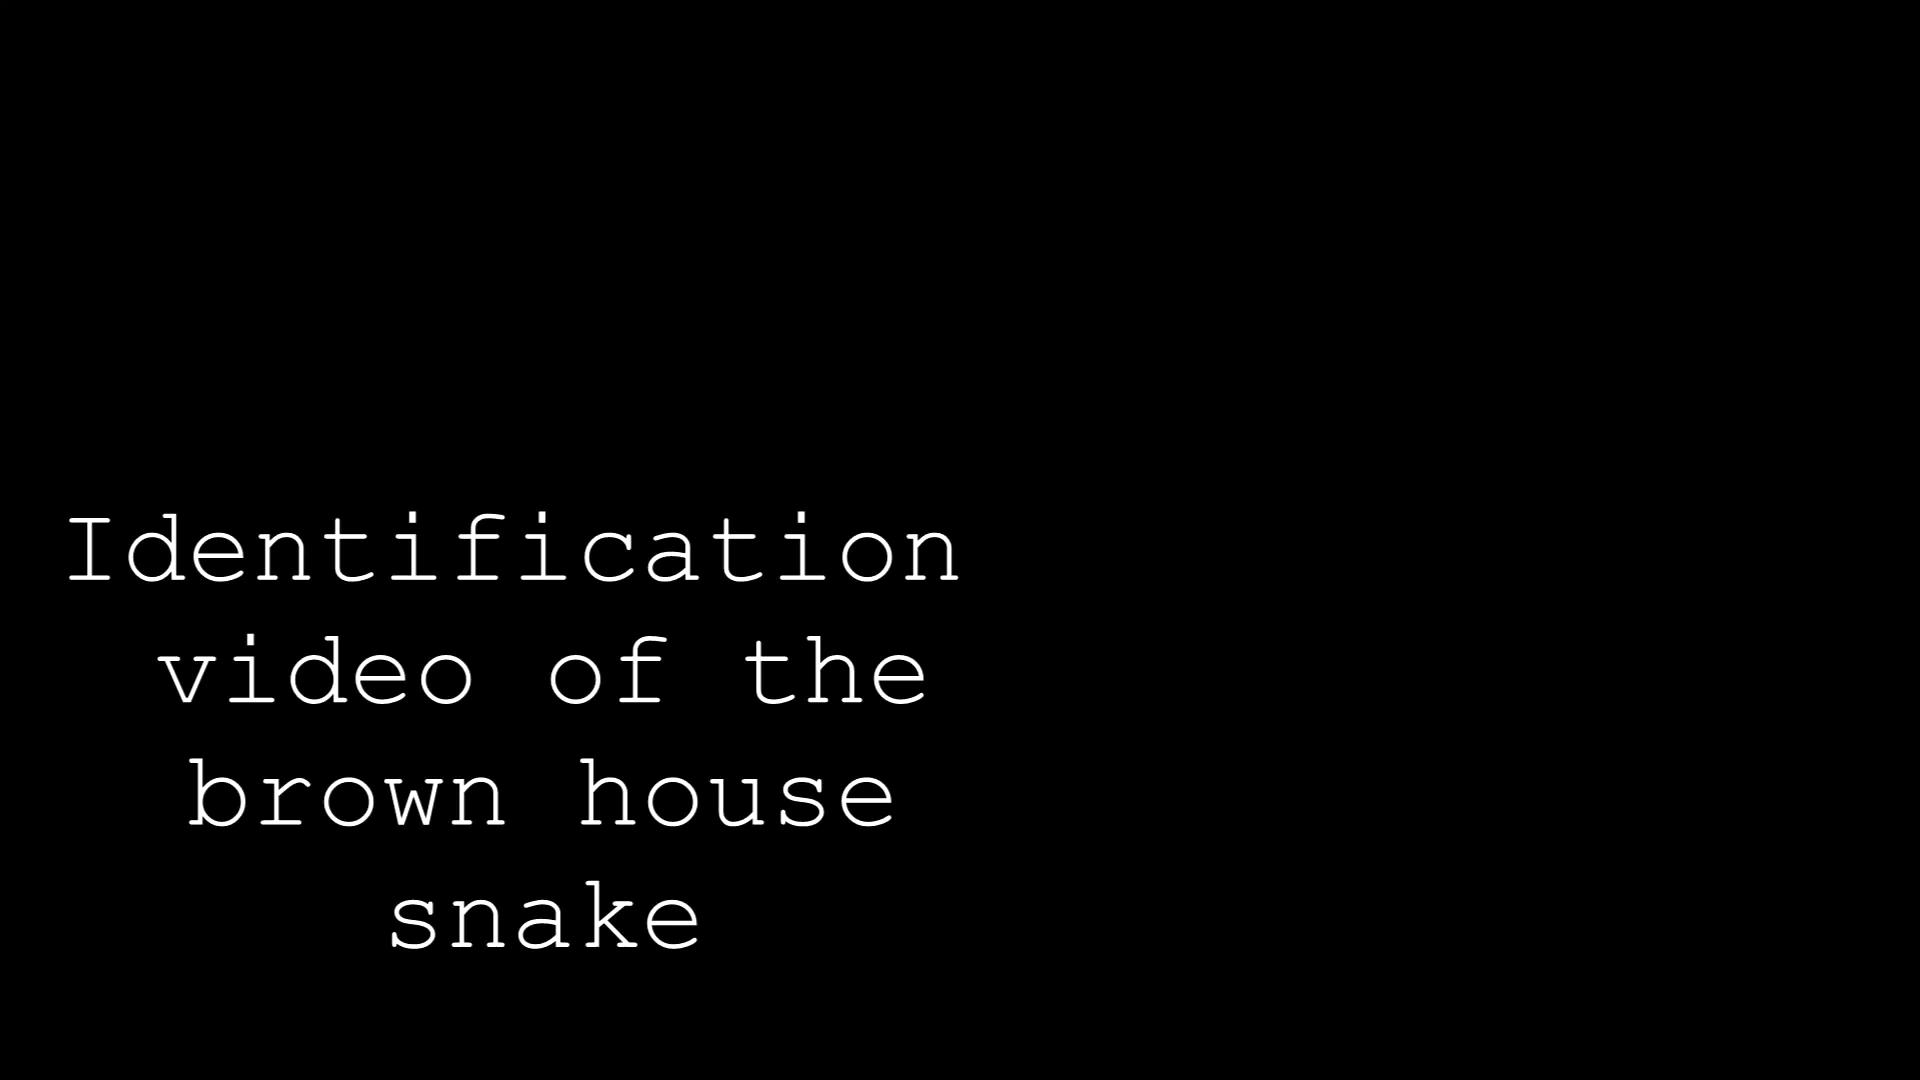 Identification
video of the
brown house
snake